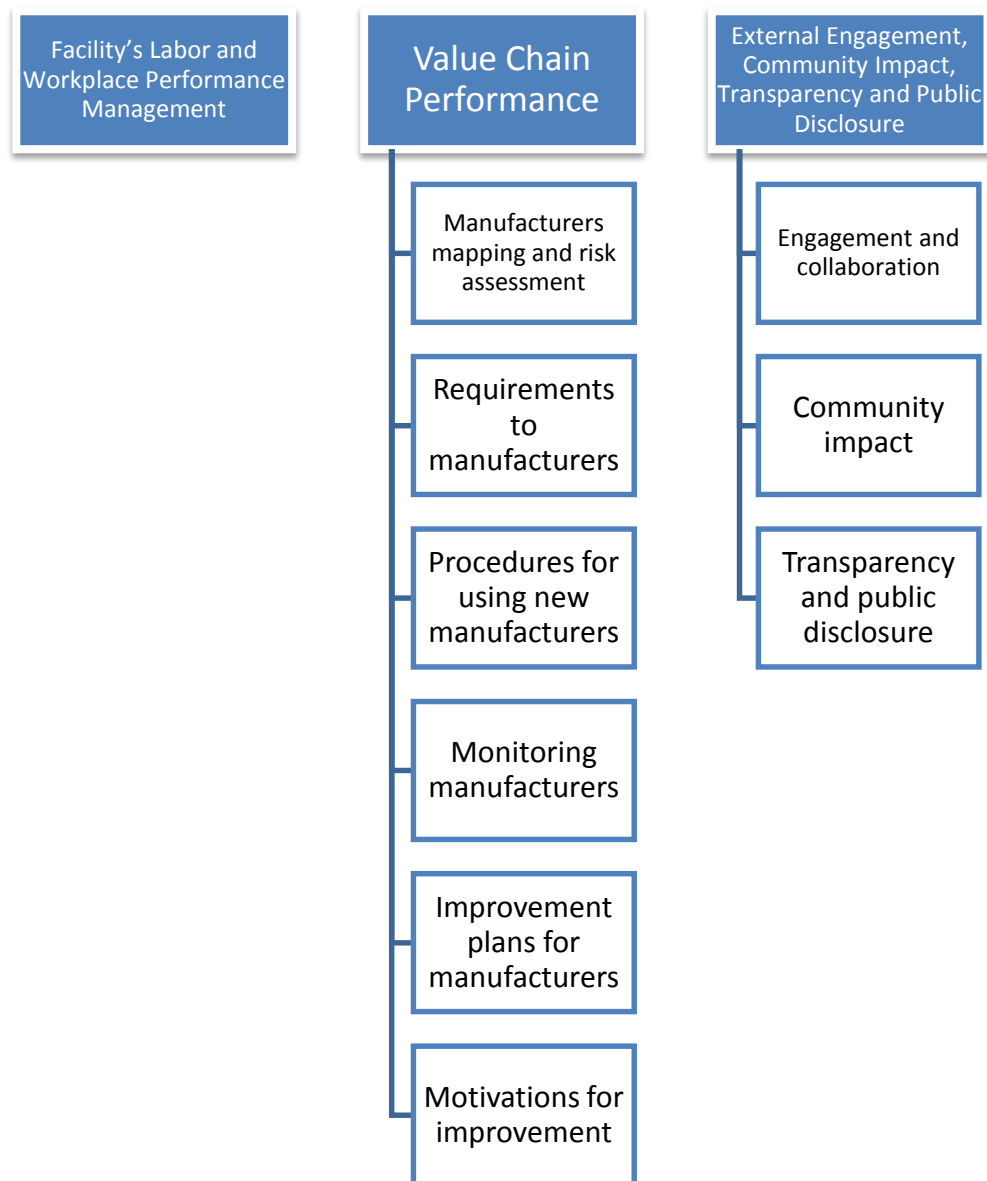 Facility’s Labor and
Workplace Performance
Management
Value Chain
Performance
Manufacturers
mapping and risk
assessment
Requirements
to
manufacturers
Procedures for
using new
manufacturers
Monitoring
manufacturers
Improvement
plans for
manufacturers
Motivations for
improvement
External Engagement,
Community Impact,
Transparency and Public
Disclosure
Engagement and
collaboration
Community
impact
Transparency
and public
disclosure